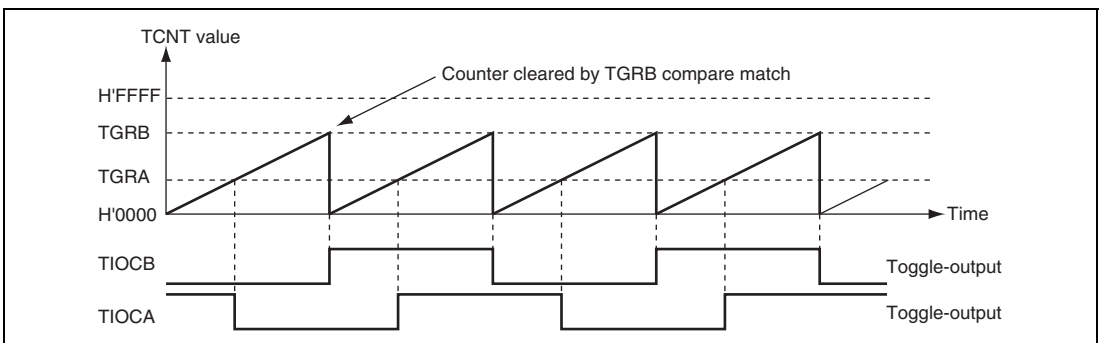 TCNT value
Counter cleared by TGRB compare match
H'FFFF
TGRB
TGRA
H'0000
Time
TIOCB
Toggle-output
TIOCA
Toggle-output